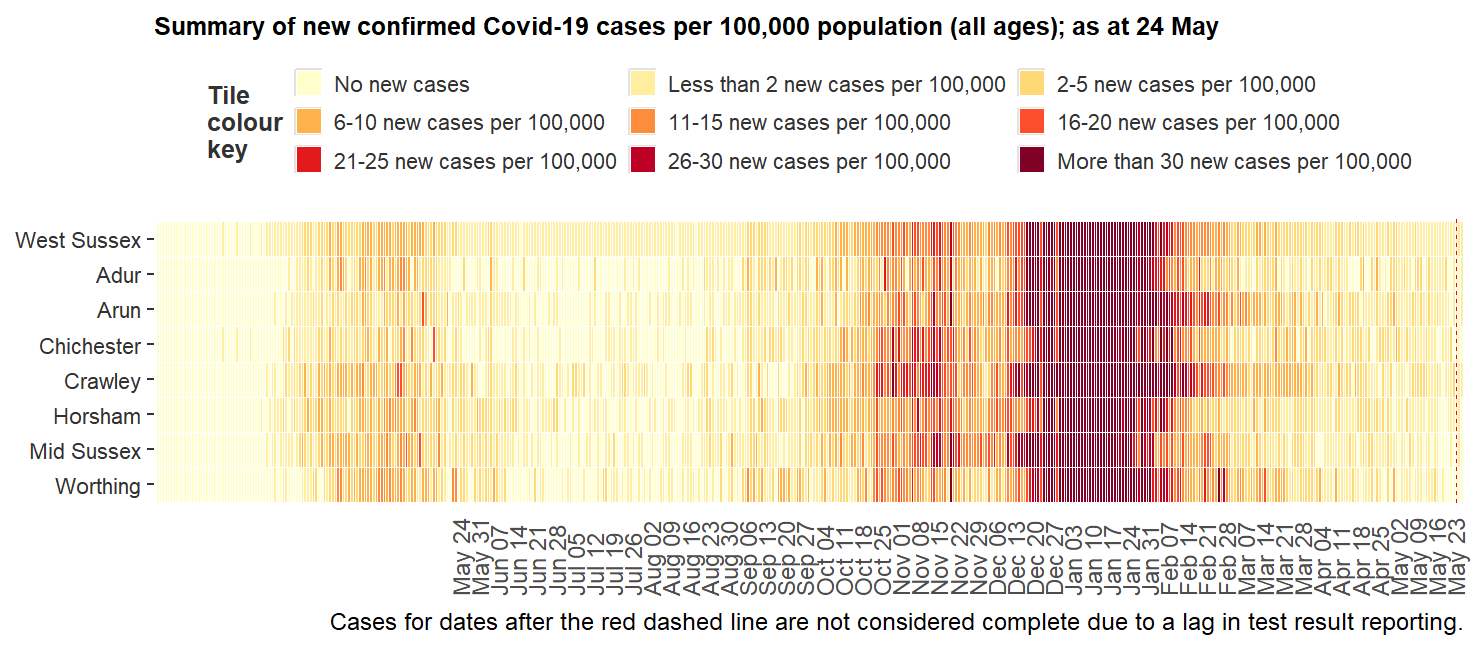 Summary of new confirmed Covid-19 cases per 100,000 population (all ages); as at 24 May
Tile
colour
key
No new cases
Less than 2 new cases per 100,000
2-5 new cases per 100,000
6-10 new cases per 100,000
11-15 new cases per 100,000
16-20 new cases per 100,000
21-25 new cases per 100,000
26-30 new cases per 100,000
More than 30 new cases per 100,000
West Sussex
Adur
Arun
Chichester
Crawley
Horsham
Mid Sussex
Worthing
May 24
May 31
Jun 07
Jun 14
Jun 21
Jun 28
Jul 05
Jul 12
Jul 19
Jul 26
Aug 02
Aug 09
Aug 16
Aug 23
Aug 30
Sep 06
Sep 13
Sep 20
Sep 27
Oct 04
Oct 11
Oct 18
Oct 25
Nov 01
Nov 08
Nov 15
Nov 22
Nov 29
Dec 06
Dec 13
Dec 20
Dec 27
Jan 03
Jan 10
Jan 17
Jan 24
Jan 31
Feb 07
Feb 14
Feb 21
Feb 28
Mar 07
Mar 14
Mar 21
Mar 28
Apr 04
Apr 11
Apr 18
Apr 25
May 02
May 09
May 16
May 23
Cases for dates after the red dashed line are not considered complete due to a lag in test result reporting.